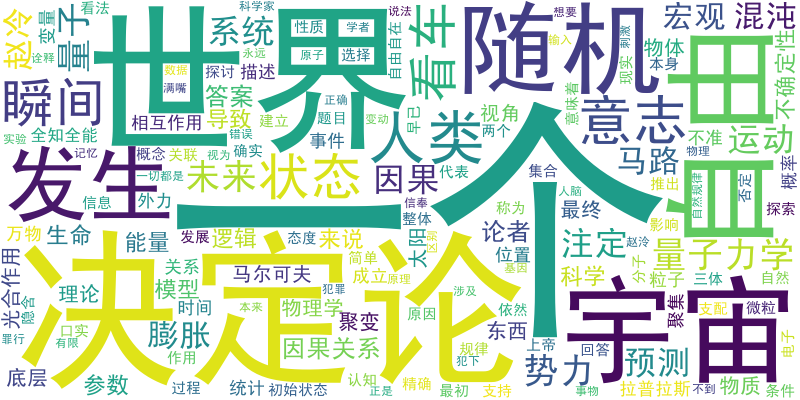 看法 科学家 性质 学者 说法 想要
赵冷 变量 量子 系统 原子 选择 看车 随机 宏观 混沌
诠释 永远 自由自在 输入 刺激
世界 探讨 描述 物体 现实 本身 由 不确定性
数据 满嘴 答案 变动 意味着
瞬间 相互作用 导致 题目 正确 早已 视角 意志
实验 全知全能 建立 事件 错误 两个 不准 运动
记忆 概念 关联 确实 人类 代表 马路 概率 物理
发生 一切都是 视为 未来 状态 因果 集合 人脑 推出 否定 探索
信息 外力 信奉 称为 最终 自然规律
一个 自
万物 生命 发展 逻辑 态度 来说 整体 论者 注定 影响 赵泠
能量 区别 太阳 位置 量子力学
光合作用 隐含 关系 马尔可夫 简单 成立 原理 基因 科学 粒子 分子 三体 自然
理论 模型 本来 犯罪 涉及
决定论 宇宙
口实 时间 物理学 原因 依然 东西 聚集 支配 微粒
罪行 有限 膨胀 作用 聚变 上帝 回答 电子
底层 因果关系 规律 犯下 势力 预测 物质
参数 过程 统计 初始状态 认知 正是 精确 最初 支持 事物 拉普拉斯 不到 条件